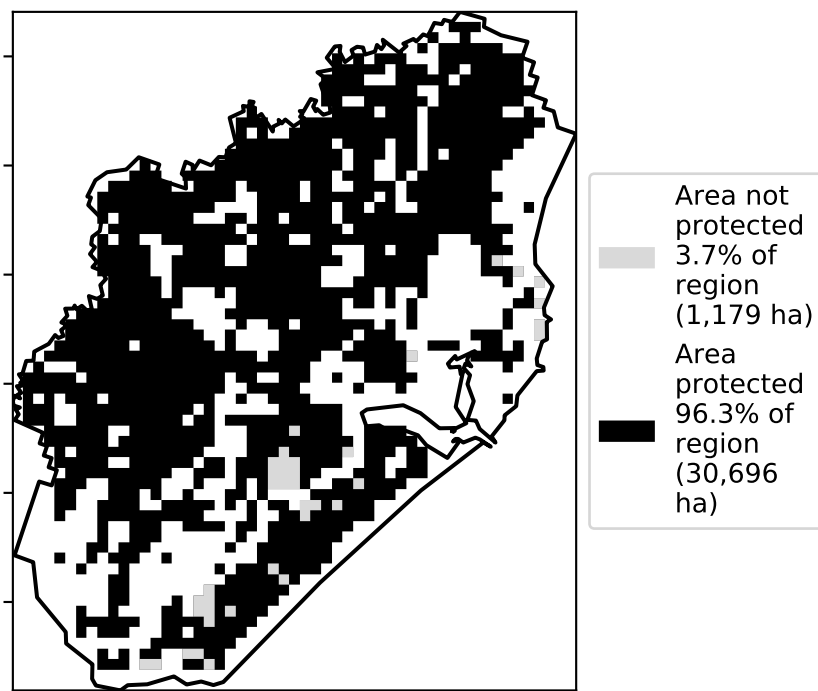 Area not
protected
3.7% of
region
(1,179 ha)
Area
protected
96.3% of
region
(30,696
ha)